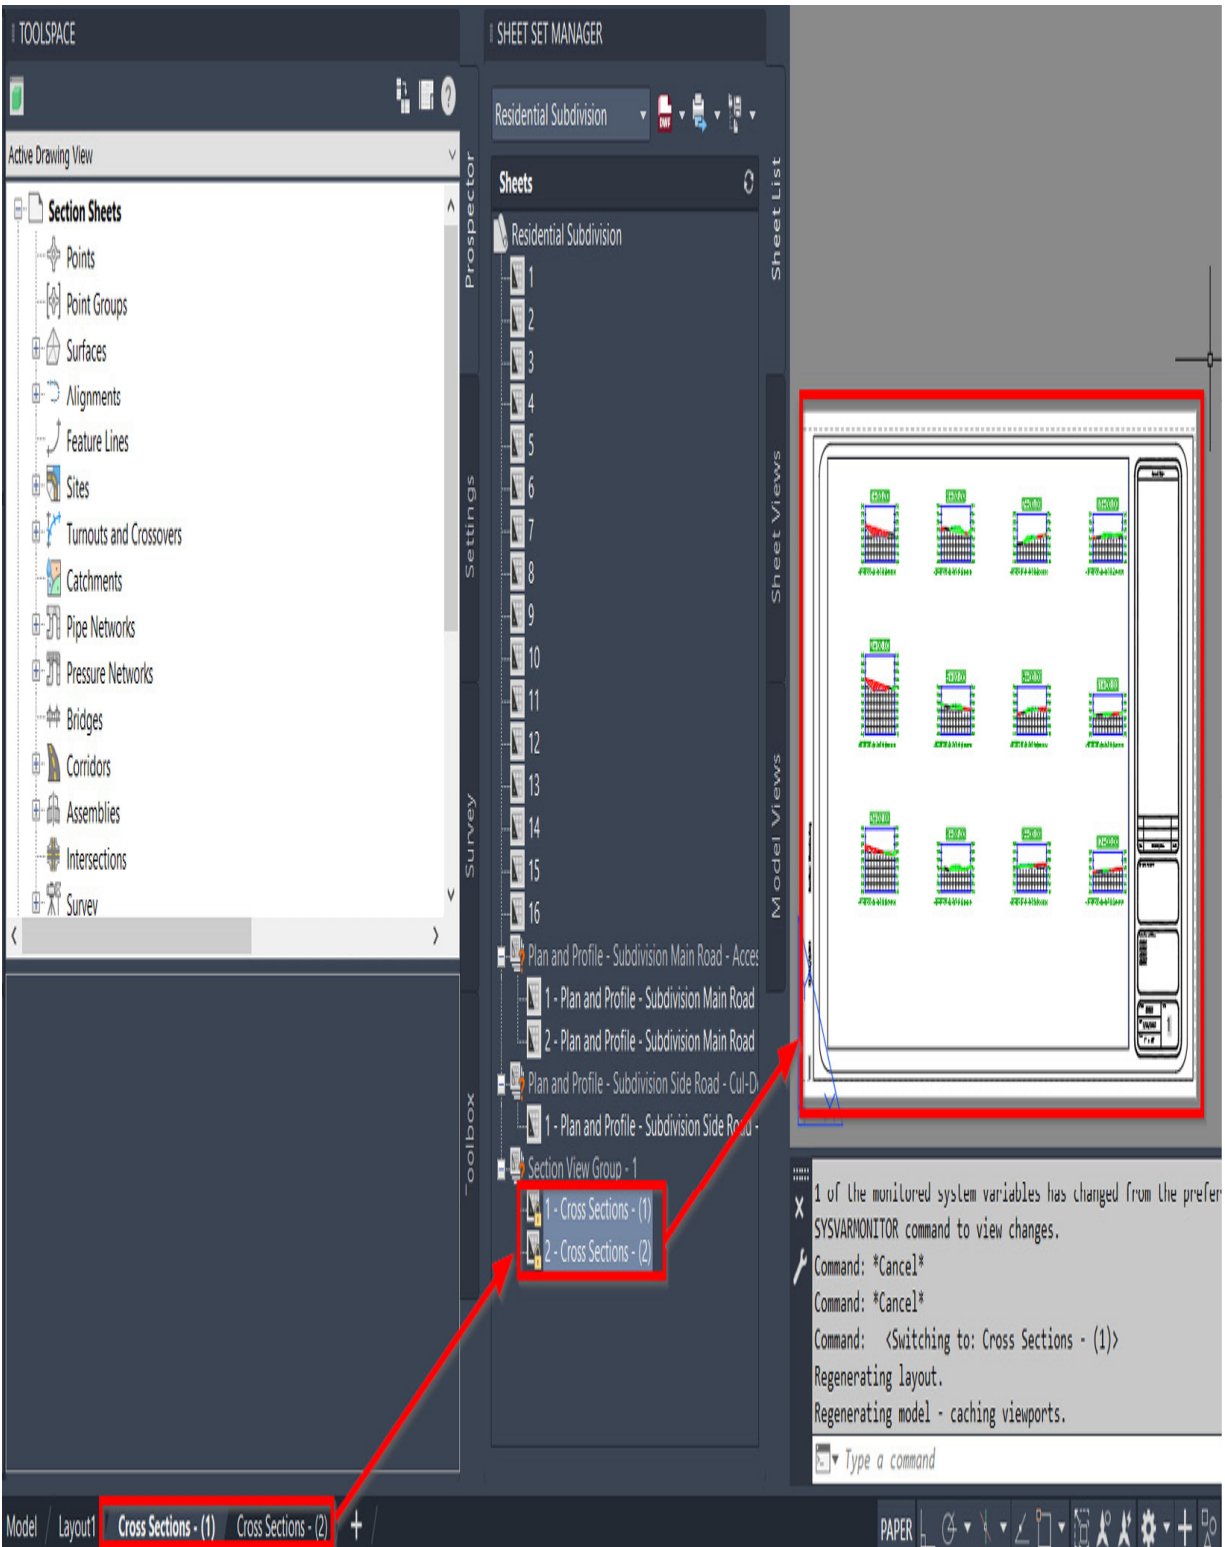 TOOLSPACE
Active Drawing View
Section Sheets
Points
Point Groups
Surfaces
Alignments
Feature Lines
Sites
Turnouts and Crossovers
Catchments
Pipe Networks
Pressure Networks
Bridges
Corridors
Assemblies
Intersections
Survey
Prospector
Settings
Survey
Toolbox
SHEET SET MANAGER
Residential Subdivision
DWF
Sheets
Residential Subdivision
1
2
3
4
5
6
7
8
9
10
11
12
13
14
15
16
Plan and Profile - Subdivision Main Road - Acces
1 - Plan and Profile - Subdivision Main Road
2 - Plan and Profile - Subdivision Main Road
Plan and Profile - Subdivision Side Road - Cul-D
1 - Plan and Profile - Subdivision Side Road -
Section View Group - 1
1 - Cross Sections - (1)
2 - Cross Sections - (2)
Sheet List
Sheet Views
Model Views
1 of the monitored system variables has changed from the prefer
SYSVARMONITOR command to view changes.
Command: *Cancel*
Command: *Cancel*
Command: <Switching to: Cross Sections - (1)>
Regenerating layout.
Regenerating model - caching viewports.
Type a command
Model
Layout1
Cross Sections - (1)
Cross Sections - (2)
PAPER